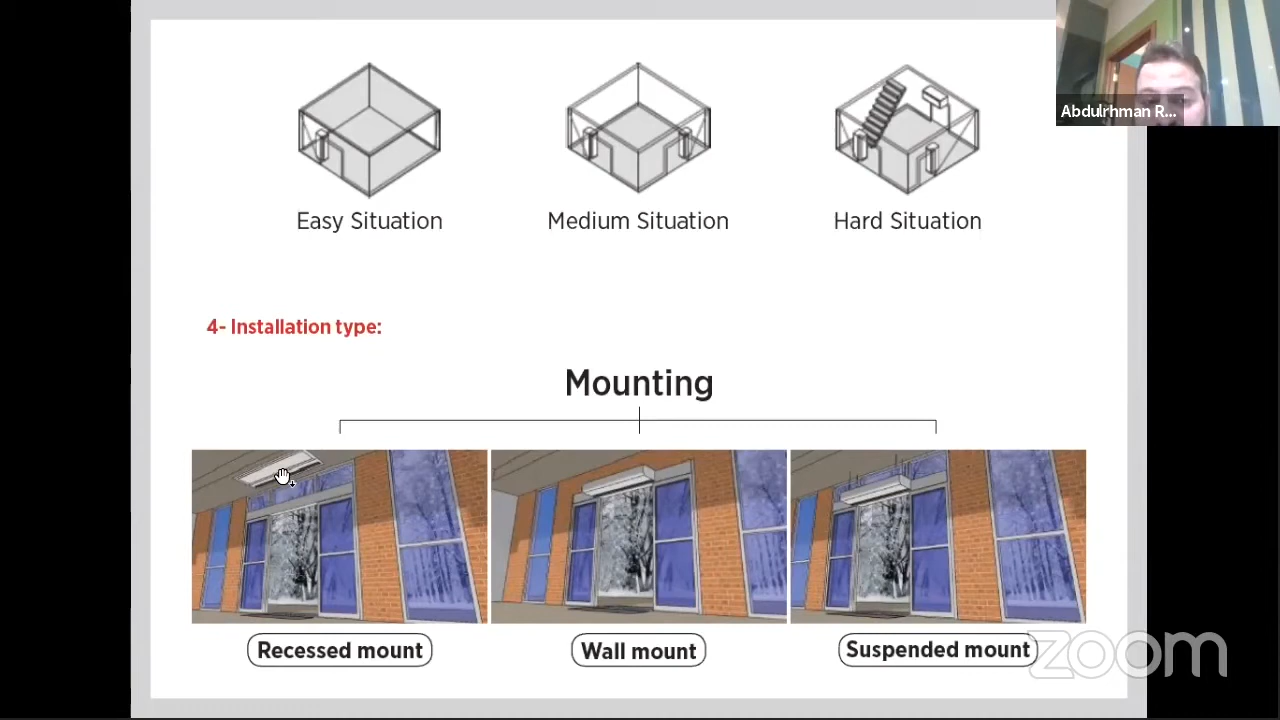 Abdulrhman R...
Easy Situation
Medium Situation
Hard Situation
4- Installation type:
Mounting
Recessed mount
Wall mount
Suspended mount
zoom